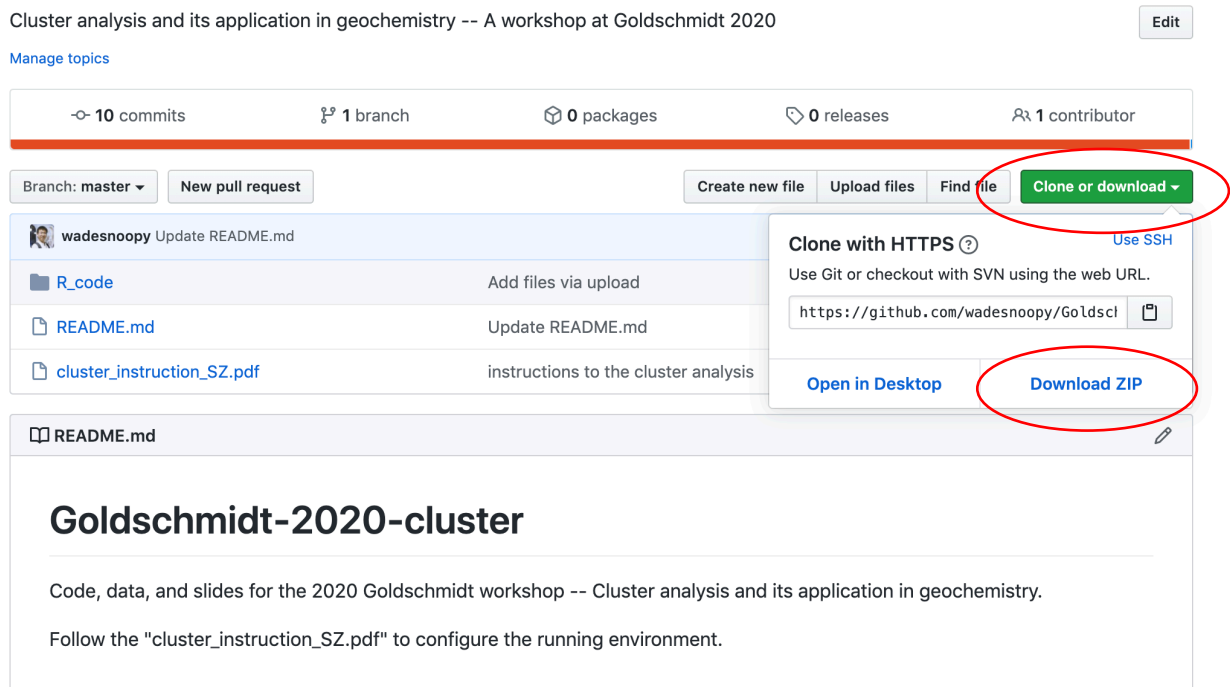 Cluster analysis and its application in geochemistry -- A workshop at Goldschmidt 2020
Edit
Manage topics
10 commits
1 branch
0 packages
0 releases
1 contributor
Branch: master
New pull request
Create new file
Upload files
Find file
Clone or download
wadesnoopy Update README.md
R_code
Add files via upload
README.md
Update README.md
cluster_instruction_SZ.pdf
instructions to the cluster analysis
Clone with HTTPS ?
Use SSH
Use Git or checkout with SVN using the web URL.
https://github.com/wadesnoopy/Goldscl
Open in Desktop
Download ZIP
README.md
Goldschmidt-2020-cluster
Code, data, and slides for the 2020 Goldschmidt workshop -- Cluster analysis and its application in geochemistry.
Follow the "cluster_instruction_SZ.pdf" to configure the running environment.